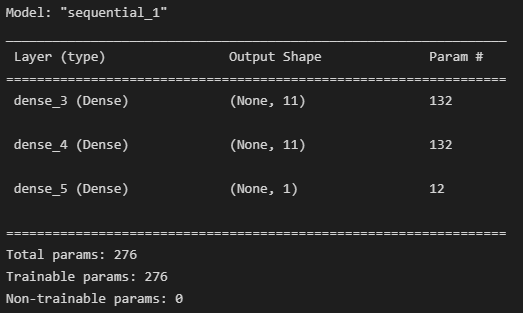 Model: "sequential_1"
_________________________________________________________________
Layer (type) Output Shape Param #
=================================================================
dense_3 (Dense) (None, 11) 132
dense_4 (Dense) (None, 11) 132
dense_5 (Dense) (None, 1) 12
=================================================================
Total params: 276
Trainable params: 276
Non-trainable params: 0